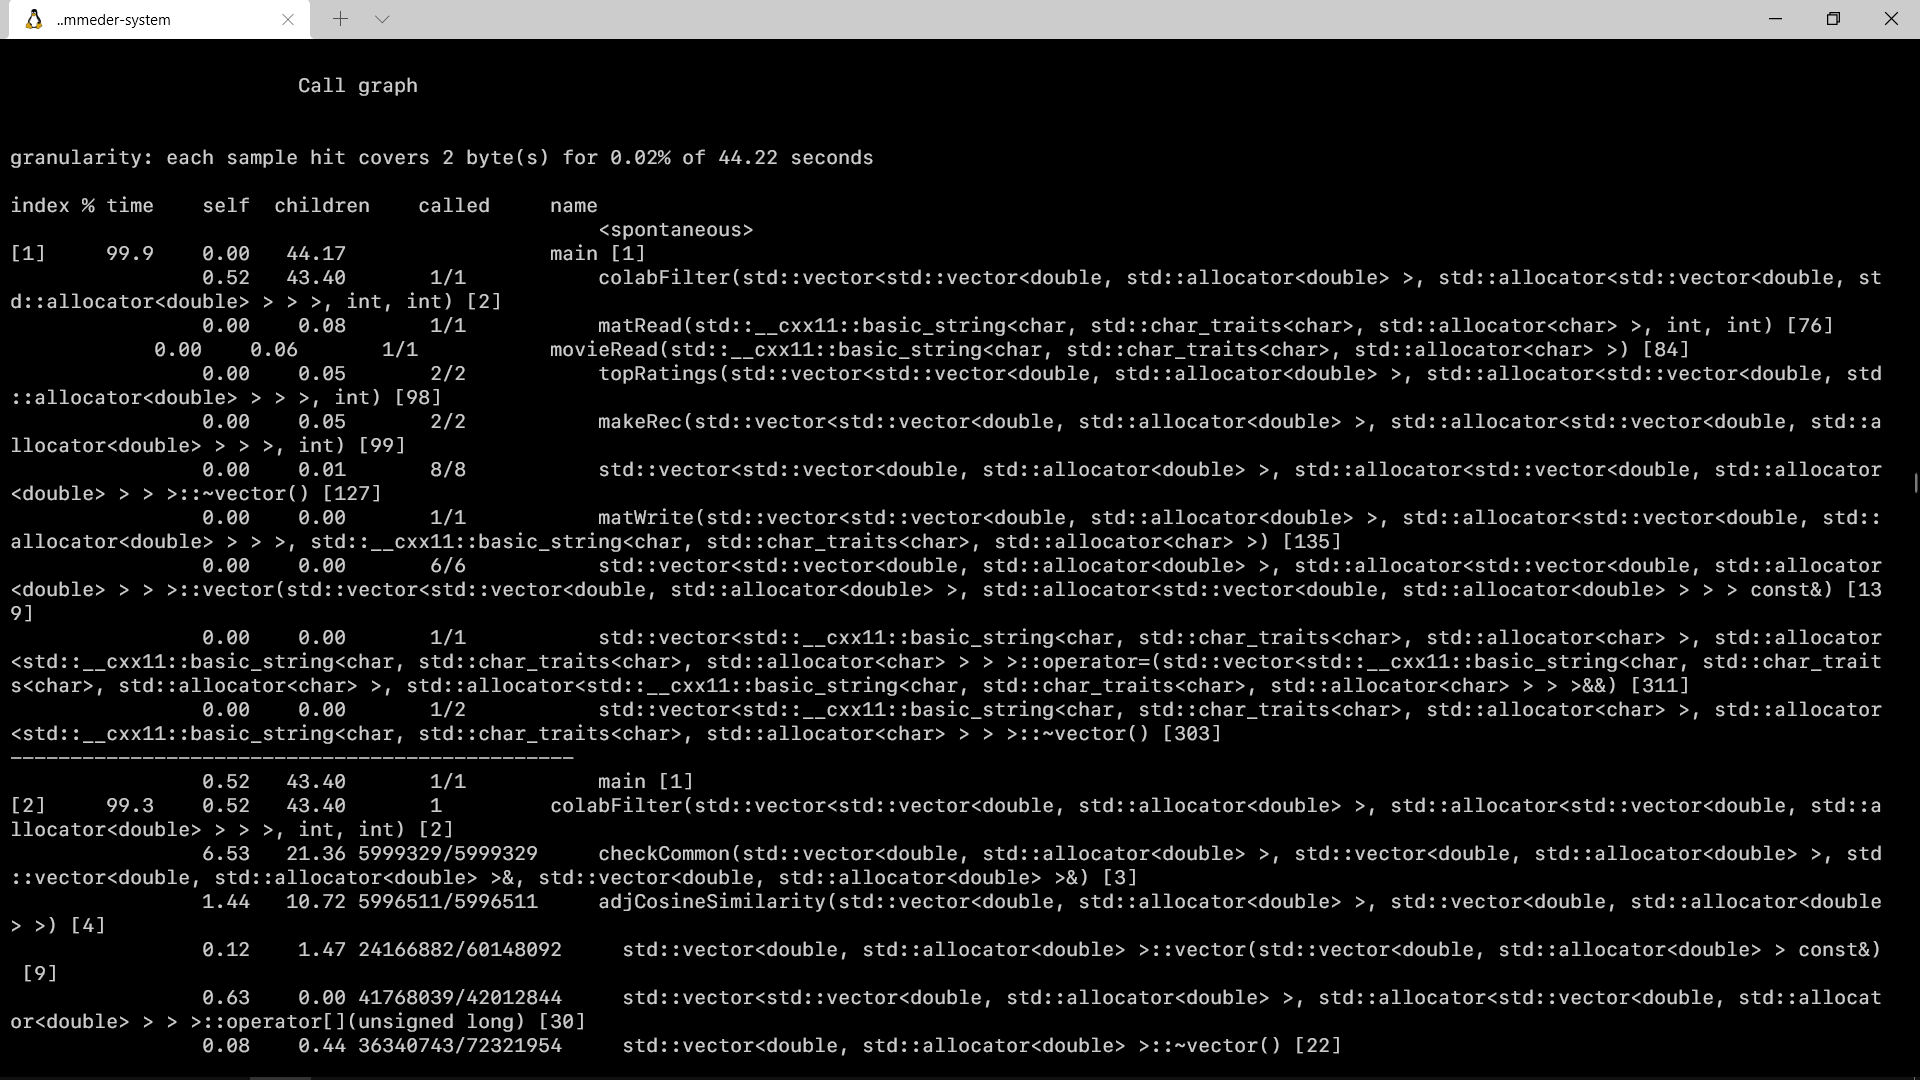 ..mmeder-system
Call graph
granularity: each sample hit covers 2 byte(s) for 0.02% of 44.22 seconds
index % time    self  children    called     name
                                                 <spontaneous>
[1]     99.9    0.00   44.17                 main [1]
                0.52   43.40       1/1           colabFilter(std::vector<std::vector<double, std::allocator<double> >, std::allocator<std::vector<double, st
d::allocator<double> > > >, int, int) [2]
                0.00    0.08       1/1           matRead(std::__cxx11::basic_string<char, std::char_traits<char>, std::allocator<char> >, int, int) [76]
            0.00    0.06       1/1           movieRead(std::__cxx11::basic_string<char, std::char_traits<char>, std::allocator<char> >) [84]
                0.00    0.05       2/2           topRatings(std::vector<std::vector<double, std::allocator<double> >, std::allocator<std::vector<double, std
::allocator<double> > > >, int) [98]
                0.00    0.05       2/2           makeRec(std::vector<std::vector<double, std::allocator<double> >, std::allocator<std::vector<double, std::a
llocator<double> > > >, int) [99]
                0.00    0.01       8/8           std::vector<std::vector<double, std::allocator<double> >, std::allocator<std::vector<double, std::allocator
<double> > > >::~vector() [127]
                0.00    0.00       1/1           matWrite(std::vector<std::vector<double, std::allocator<double> >, std::allocator<std::vector<double, std::
allocator<double> > > >, std::__cxx11::basic_string<char, std::char_traits<char>, std::allocator<char> >) [135]
                0.00    0.00       6/6           std::vector<std::vector<double, std::allocator<double> >, std::allocator<std::vector<double, std::allocator
<double> > > >::vector(std::vector<std::vector<double, std::allocator<double> >, std::allocator<std::vector<double, std::allocator<double> > > > const&) [13
9]
                0.00    0.00       1/1           std::vector<std::__cxx11::basic_string<char, std::char_traits<char>, std::allocator<char> >, std::allocator
<std::__cxx11::basic_string<char, std::char_traits<char>, std::allocator<char> > > >::operator=(std::vector<std::__cxx11::basic_string<char, std::char_trait
s<char>, std::allocator<char> >, std::allocator<std::__cxx11::basic_string<char, std::char_traits<char>, std::allocator<char> > > >&&) [311]
                0.00    0.00       1/2           std::vector<std::__cxx11::basic_string<char, std::char_traits<char>, std::allocator<char> >, std::allocator
<std::__cxx11::basic_string<char, std::char_traits<char>, std::allocator<char> > > >::~vector() [303]
-----------------------------------------------
                0.52   43.40       1/1           main [1]
[2]     99.3    0.52   43.40       1         colabFilter(std::vector<std::vector<double, std::allocator<double> >, std::allocator<std::vector<double, std::a
llocator<double> > > >, int, int) [2]
                6.53   21.36 5999329/5999329     checkCommon(std::vector<double, std::allocator<double> >, std::vector<double, std::allocator<double> >, std
::vector<double, std::allocator<double> >&, std::vector<double, std::allocator<double> >&) [3]
                1.44   10.72 5996511/5996511     adjCosineSimilarity(std::vector<double, std::allocator<double> >, std::vector<double, std::allocator<double
> >) [4]
                0.12    1.47 24166882/60148092     std::vector<double, std::allocator<double> >::vector(std::vector<double, std::allocator<double> > const&)
 [9]
                0.63    0.00 41768039/42012844     std::vector<std::vector<double, std::allocator<double> >, std::allocator<std::vector<double, std::allocat
or<double> > > >::operator[](unsigned long) [30]
                0.08    0.44 36340743/72321954     std::vector<double, std::allocator<double> >::~vector() [22]